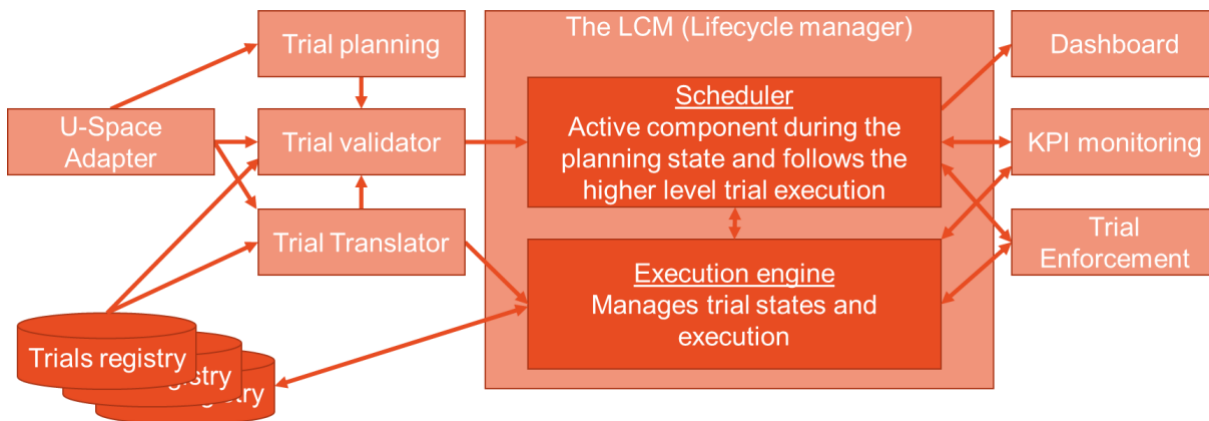 The LCM (Lifecycle manager)
Trial planning
Dashboard
Scheduler
Active component during the
planning state and follows the
higher level trial execution
U-Space
Adapter
Trial validator
KPI monitoring
Trial Translator
Trial
Enforcement
Execution engine
Manages trial states and
execution
Trials registry